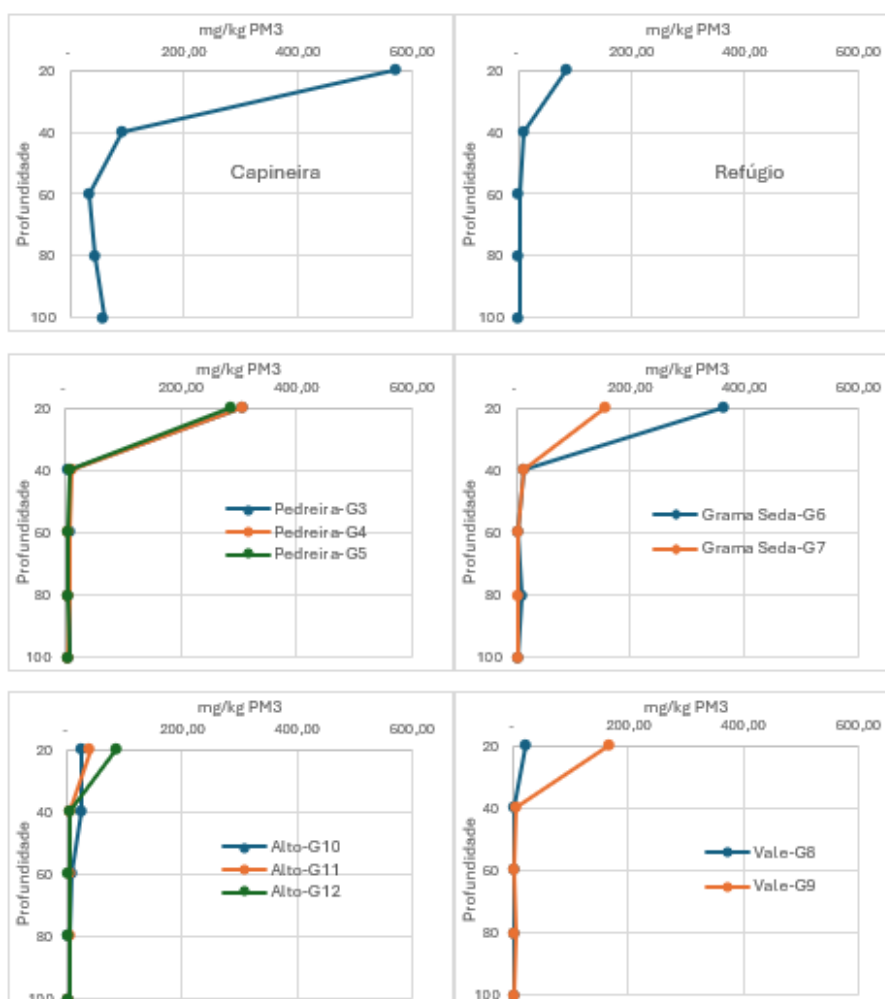 mg/kg PM3
- 200,00 400,00 600,00
20
40
60
80
100
Profundidade
Capineira
mg/kg PM3
- 200,00 400,00 600,00
20
40
60
80
100
Profundidade
Refúgio
mg/kg PM3
- 200,00 400,00 600,00
20
40
60
80
100
Profundidade
Pedreira-G3
Pedreira-G4
Pedreira-G5
mg/kg PM3
- 200,00 400,00 600,00
20
40
60
80
100
Profundidade
Grama Seda-G6
Grama Seda-G7
mg/kg PM3
- 200,00 400,00 600,00
20
40
60
80
100
Profundidade
Alto-G10
Alto-G11
Alto-G12
mg/kg PM3
- 200,00 400,00 600,00
20
40
60
80
100
Profundidade
Vale-G8
Vale-G9